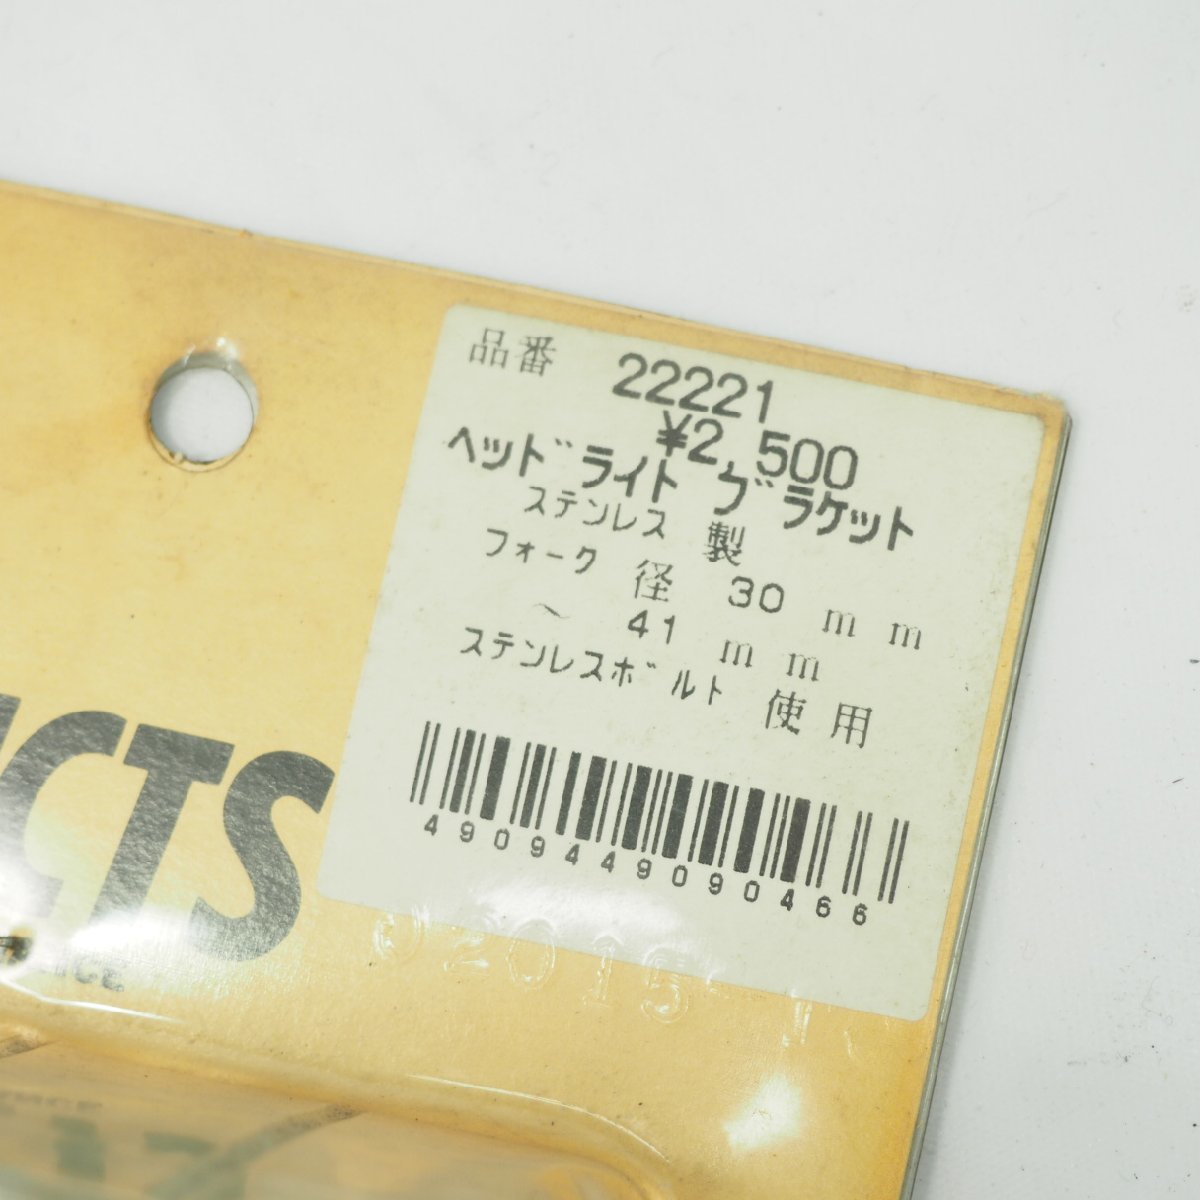 品番 22221
¥2,500
ヘッドライト ブラケット
ステンレス 製
フォーク 径 30 mm
～ 41 mm
ステンレスボルト 使用
4909449090466
CTS